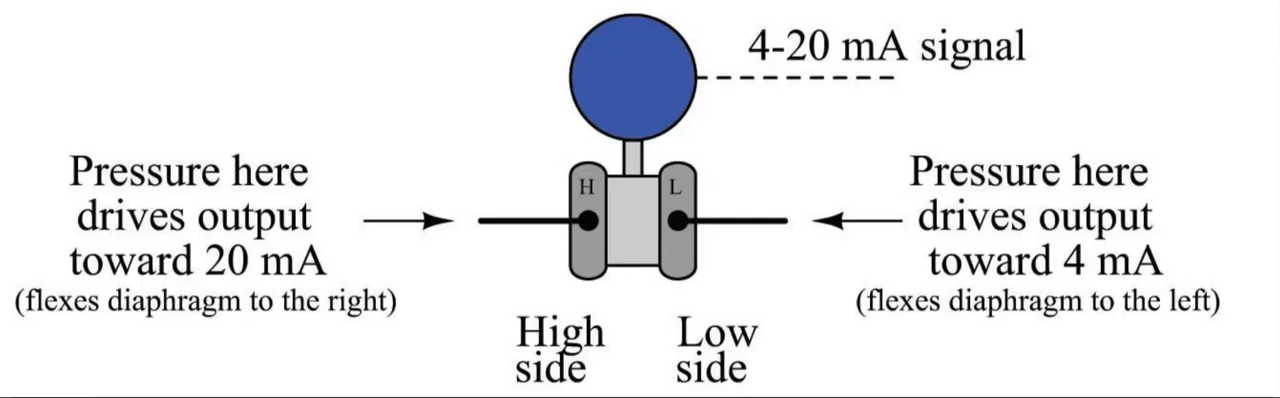 4-20 mA signal
Pressure here
drives output
toward 20 mA
(flexes diaphragm to the right)
H
L
Pressure here
drives output
toward 4 mA
(flexes diaphragm to the left)
High
side
Low
side